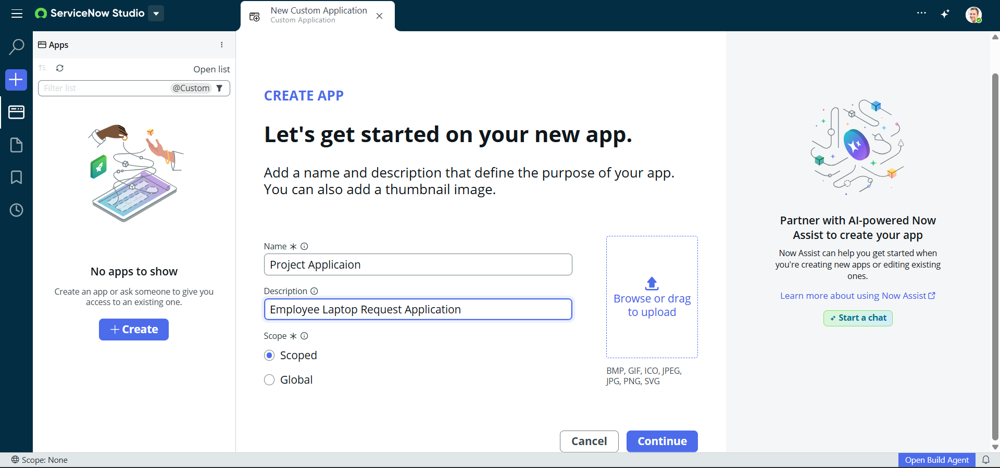 ServiceNow Studio
New Custom Application
Custom Application
Apps
Open list
Filter list
@Custom
No apps to show
Create an app or ask someone to give you
access to an existing one.
Create
CREATE APP
Let's get started on your new app.
Add a name and description that define the purpose of your app.
You can also add a thumbnail image.
Name
Project Applicaion
Description
Employee Laptop Request Application
Scope
Scoped
Global
Browse or drag
to upload
BMP, GIF, ICO, JPEG,
JPG, PNG, SVG
Cancel
Continue
Partner with AI-powered Now
Assist to create your app
Now Assist can help you get started when
you're creating new apps or editing existing
ones.
Learn more about using Now Assist
Start a chat
Scope: None
Open Build Agent